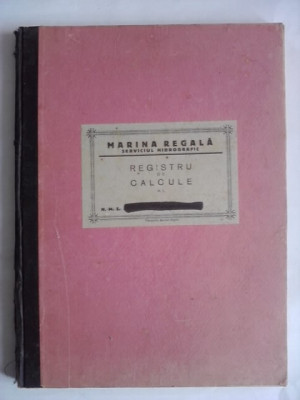 MARINA REGALĂ
SERVICIUL HIDROGRAFIC
REGISTRU
DE
CALCULE